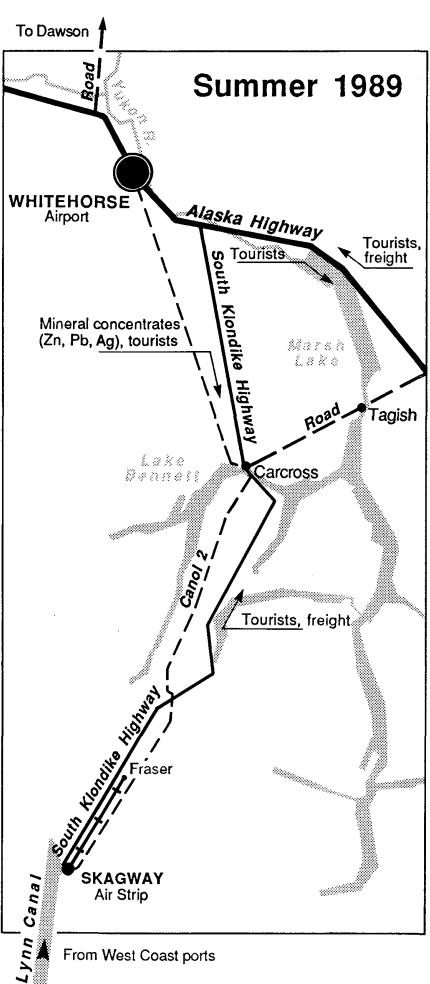 To Dawson
Road
Yukon R.
Summer 1989
WHITEHORSE
Airport
Alaska Highway
Tourists
Tourists,
freight
South Klondike Highway
Mineral concentrates
(Zn, Pb, Ag), tourists
Marsh
Lake
Road
Tagish
Lake
Bennett
Carcross
Canol 2
Tourists, freight
South Klondike Highway
Fraser
SKAGWAY
Air Strip
Lynn Canal
From West Coast ports